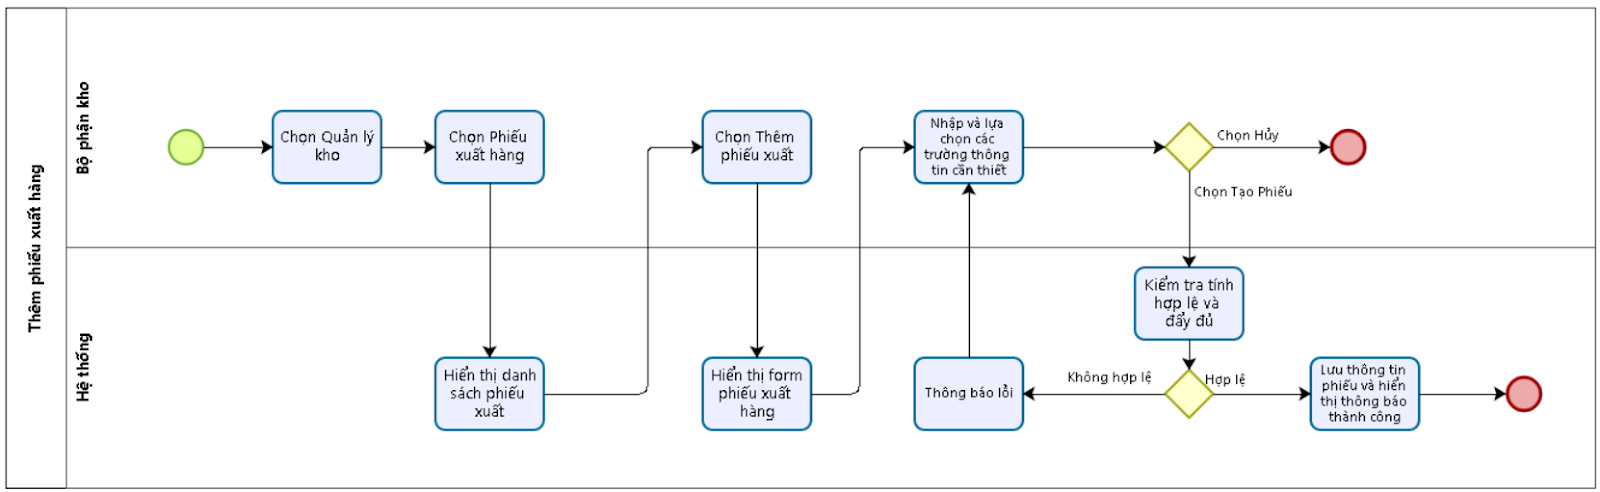 Thêm phiếu xuất hàng
Bộ phận kho
Chọn Quản lý
kho
Chọn Phiếu
xuất hàng
Chọn Thêm
phiếu xuất
Nhập và lựa
chọn các
trường thông
tin cần thiết
Chọn Hủy
Chọn Tạo Phiếu
Hệ thống
Hiển thị danh
sách phiếu
xuất
Hiển thị form
phiếu xuất
hàng
Thông báo lỗi
Không hợp lệ
Kiểm tra tính
hợp lệ và
đẩy đủ
Hợp lệ
Lưu thông tin
phiếu và hiển
thị thông báo
thành công